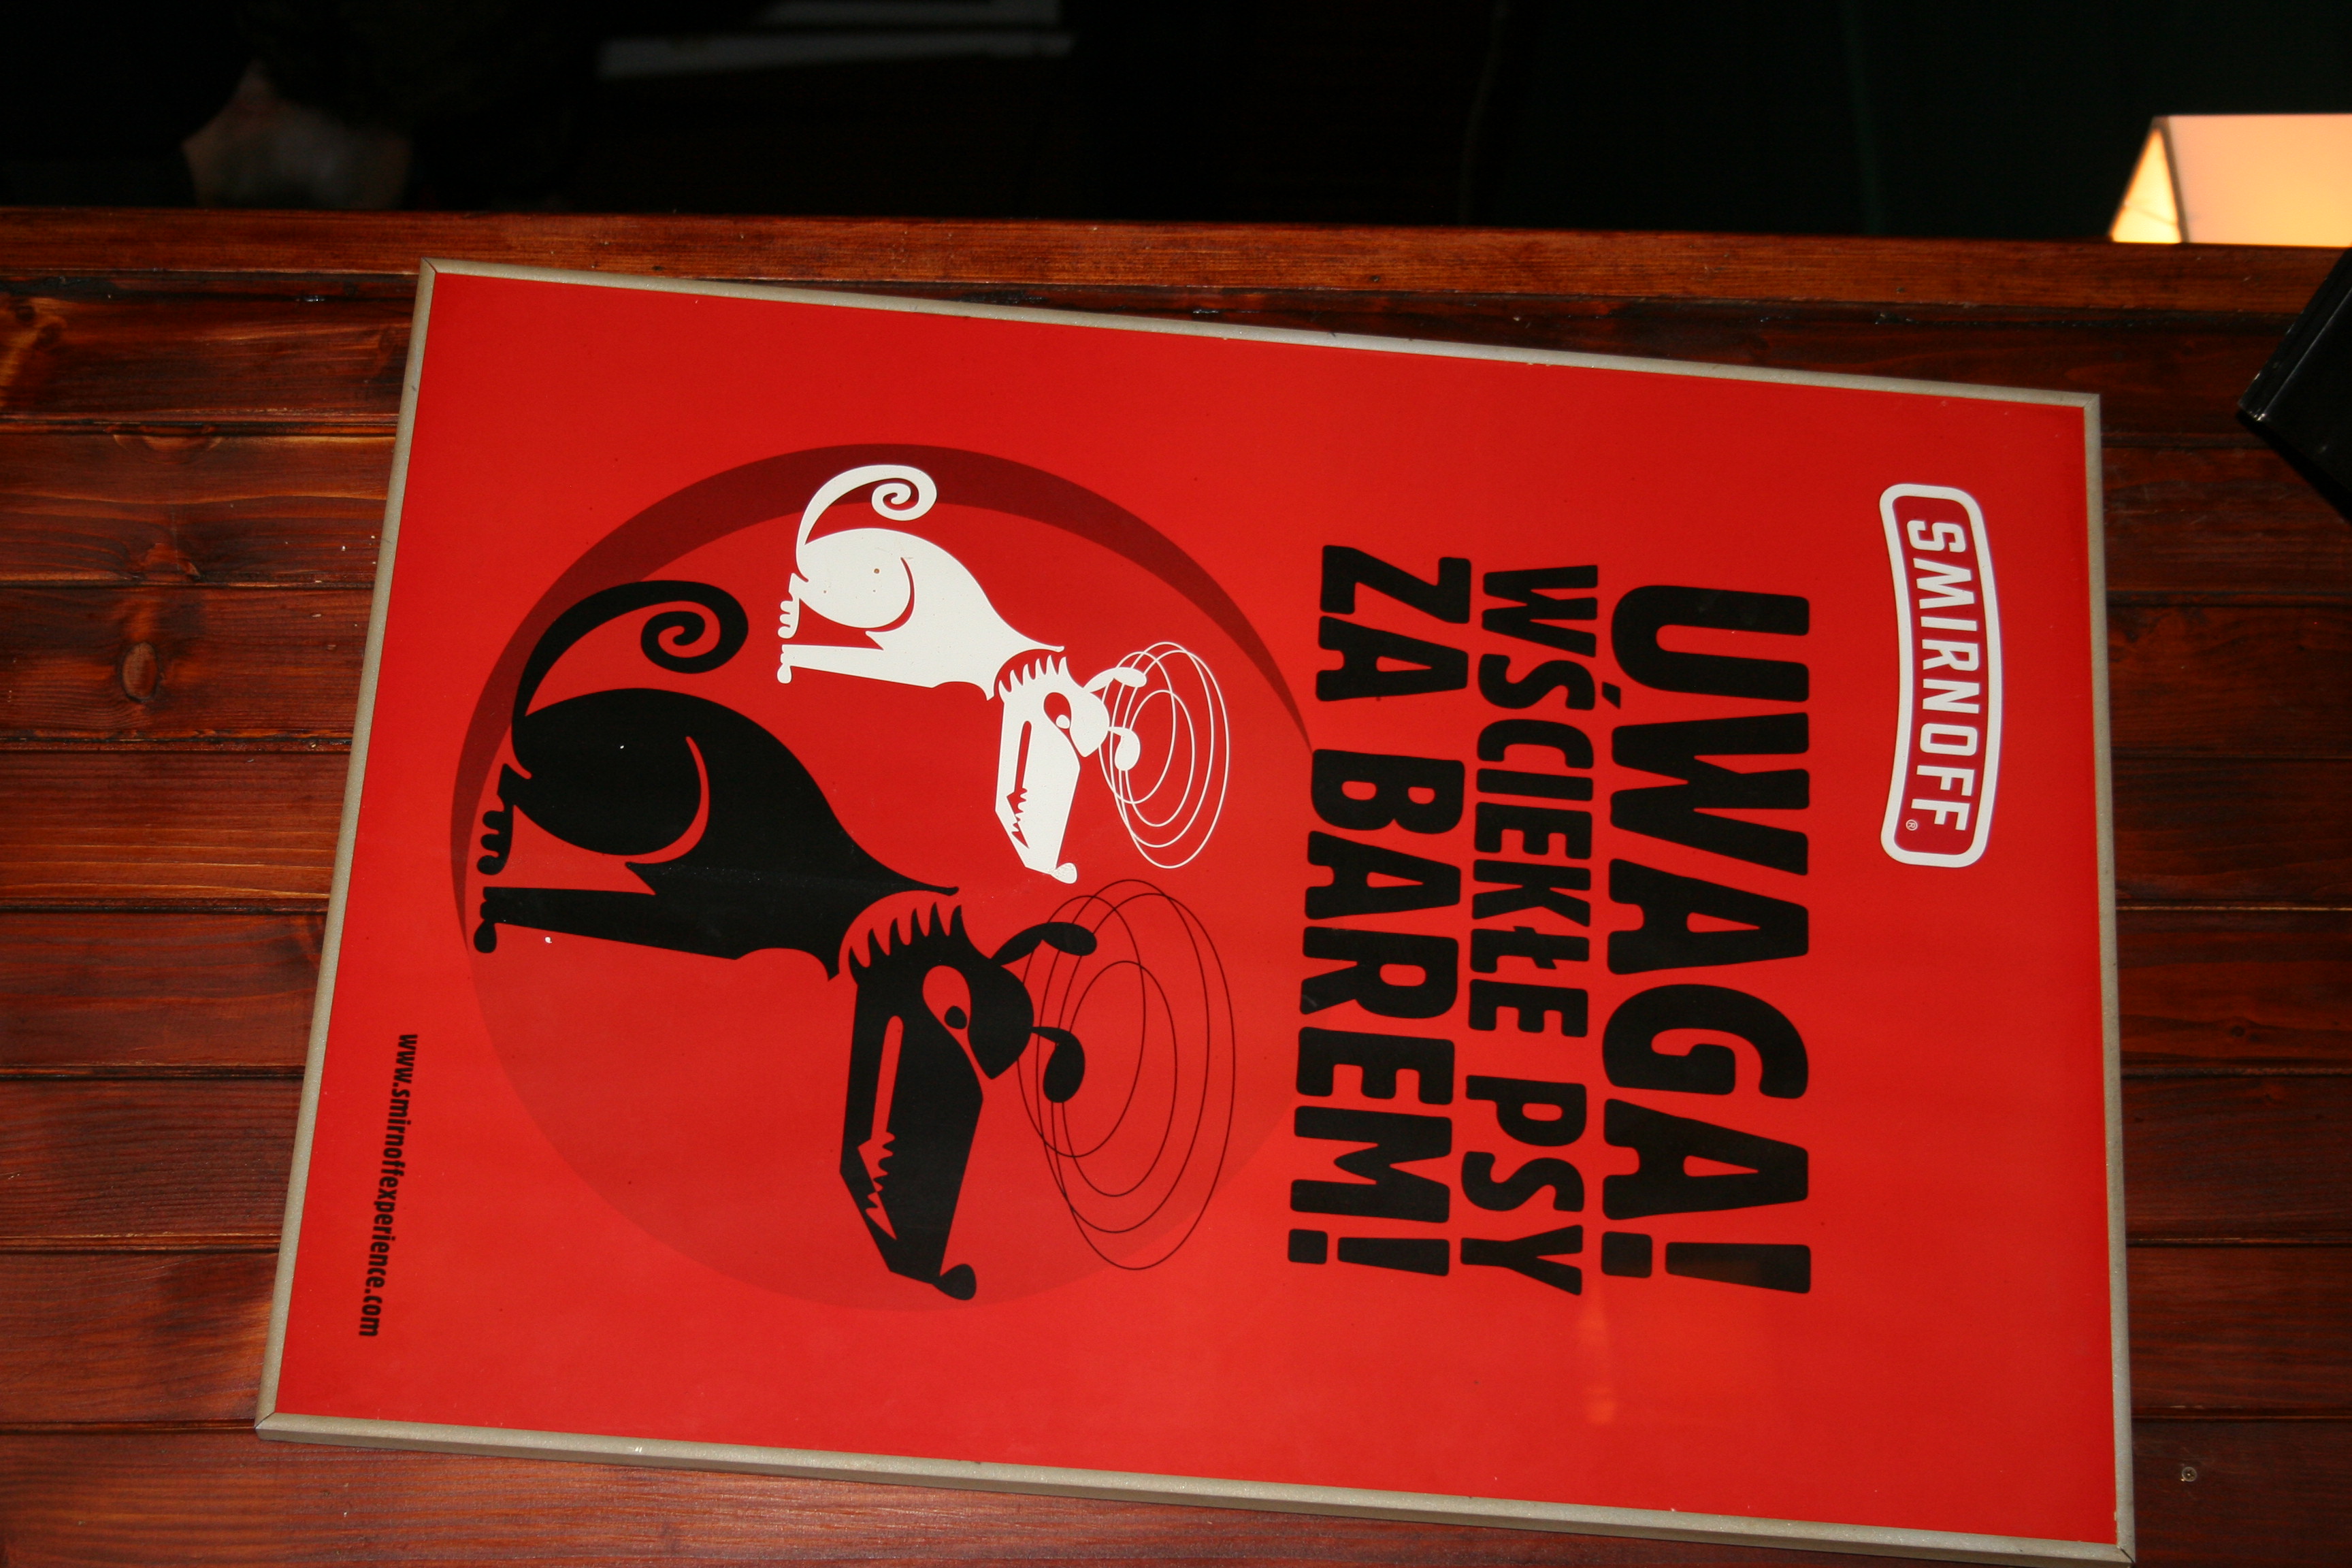 SMIRNOFF®
UWAGA!
WŚCIEKŁE PSY
ZA BAREM!
www.smirnoffexperience.com